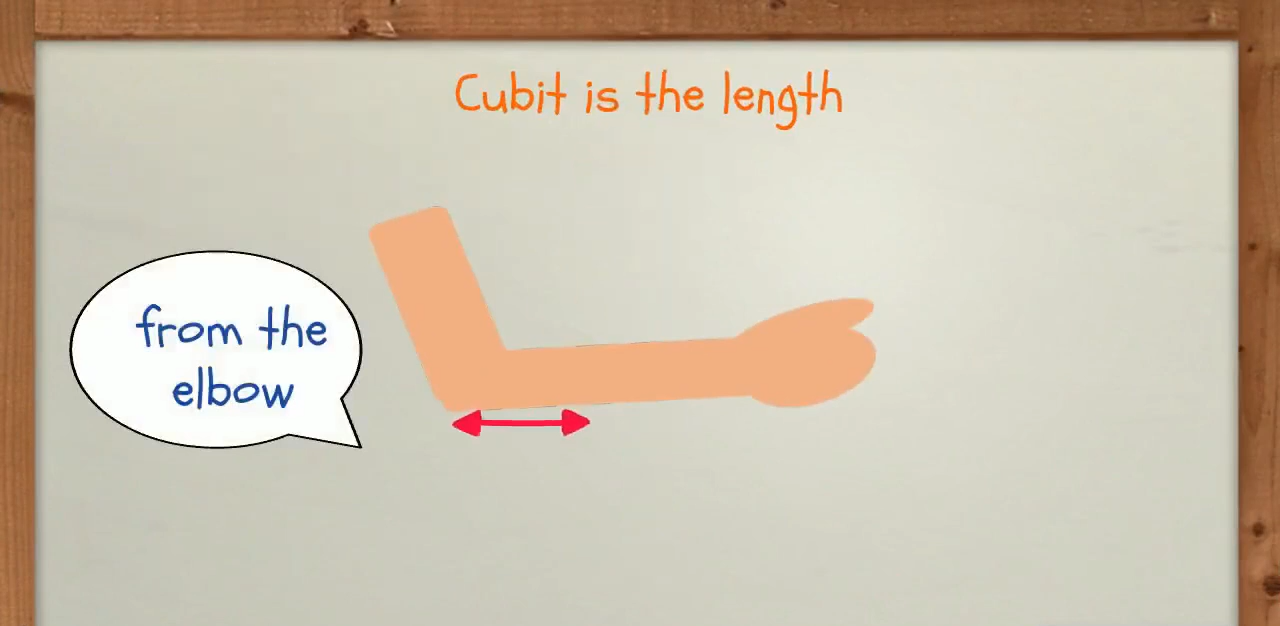 Cubit is the length
from the
elbow